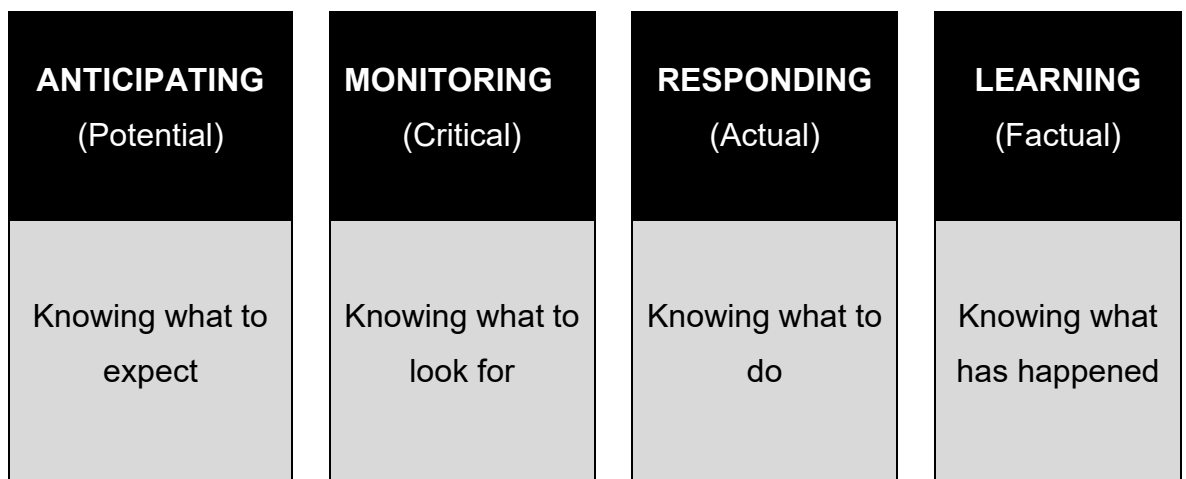 ANTICIPATING
(Potential)
Knowing what to
expect
MONITORING
(Critical)
Knowing what to
look for
RESPONDING
(Actual)
Knowing what to
do
LEARNING
(Factual)
Knowing what
has happened